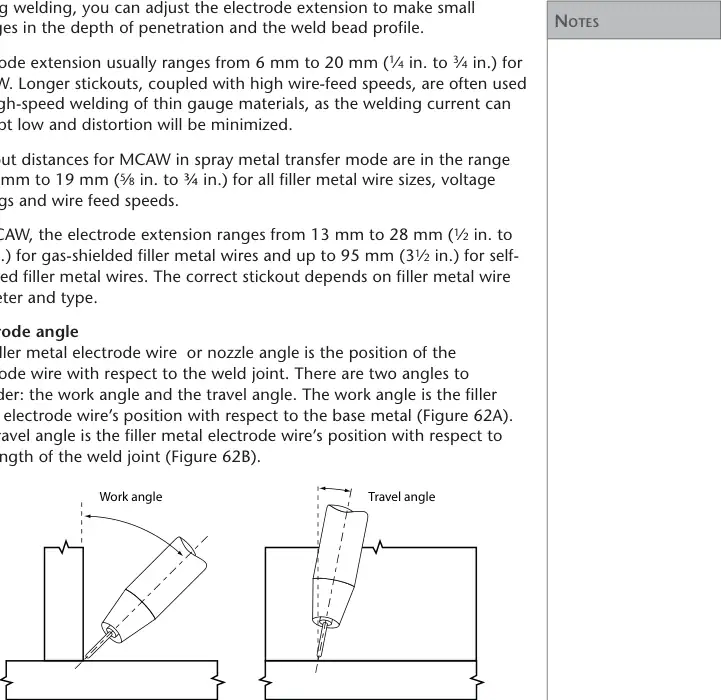 g welding, you can adjust the electrode extension to make small
ges in the depth of penetration and the weld bead profile.
ode extension usually ranges from 6 mm to 20 mm (¼ in. to ¾ in.) for
W. Longer stickouts, coupled with high wire-feed speeds, are often used
gh-speed welding of thin gauge materials, as the welding current can
pt low and distortion will be minimized.
out distances for MCAW in spray metal transfer mode are in the range
mm to 19 mm (⅝ in. to ¾ in.) for all filler metal wire sizes, voltage
gs and wire feed speeds.
CAW, the electrode extension ranges from 13 mm to 28 mm (½ in. to
.) for gas-shielded filler metal wires and up to 95 mm (3½ in.) for self-
ed filler metal wires. The correct stickout depends on filler metal wire
eter and type.
rode angle
ller metal electrode wire or nozzle angle is the position of the
ode wire with respect to the weld joint. There are two angles to
der: the work angle and the travel angle. The work angle is the filler
electrode wire's position with respect to the base metal (Figure 62A).
ravel angle is the filler metal electrode wire's position with respect to
ngth of the weld joint (Figure 62B).
Work angle
Travel angle
NOTES